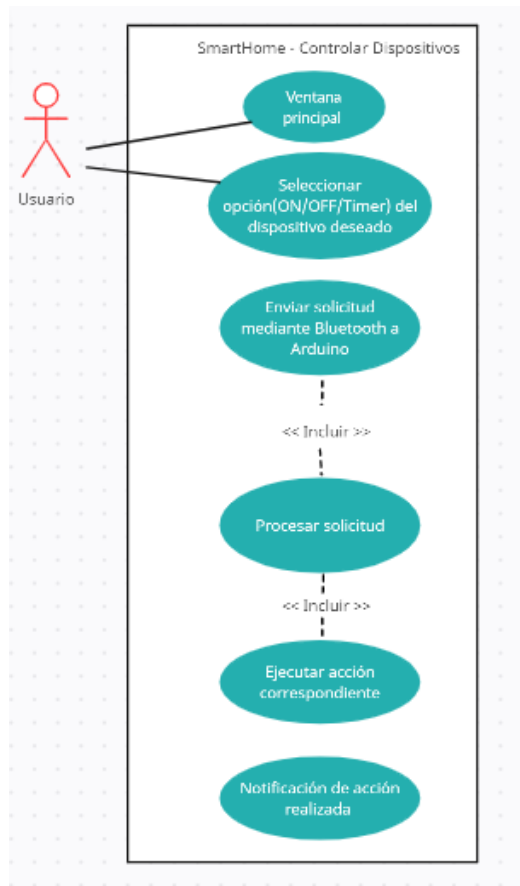 SmartHome - Controlar Dispositivos
Ventana
principal
Usuario
Seleccionar
opción(ON/OFF/Timer) del
dispositivo deseado
Enviar solicitud
mediante Bluetooth a
Arduino
<< Incluir >>
Procesar solicitud
<< Incluir >>
Ejecutar acción
correspondiente
Notificación de acción
realizada